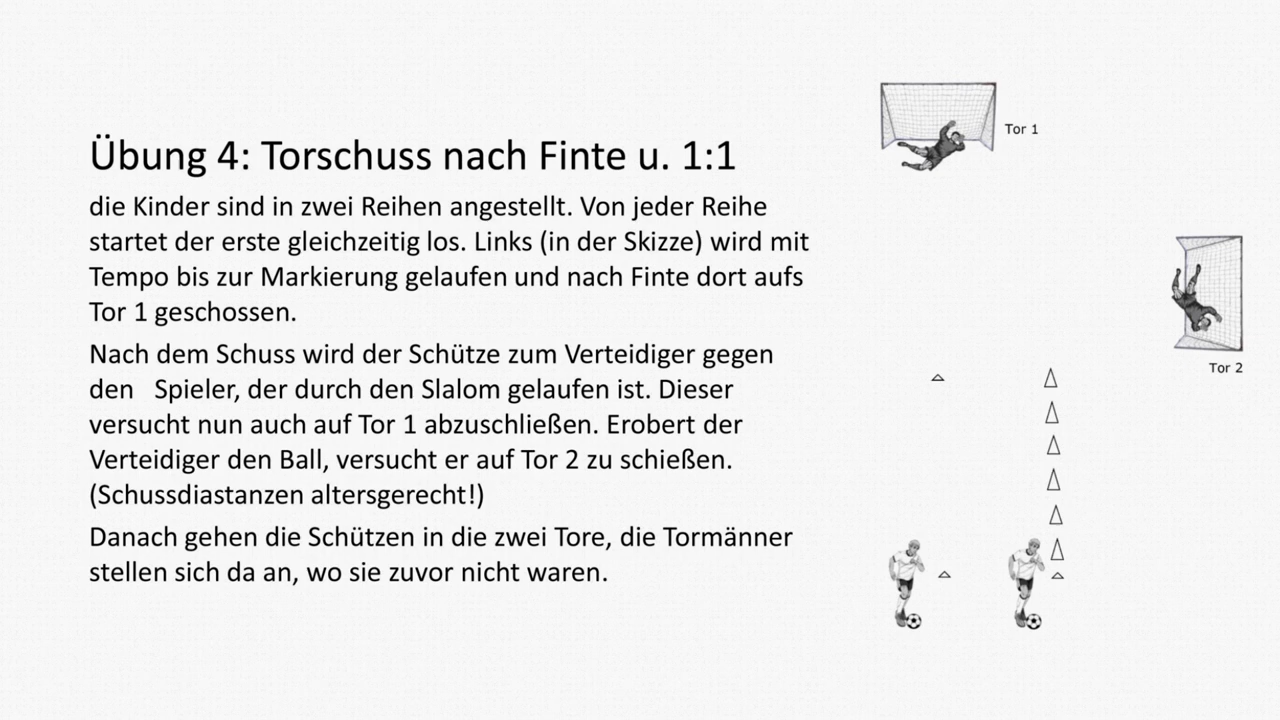 Übung 4: Torschuss nach Finte u. 1:1
die Kinder sind in zwei Reihen angestellt. Von jeder Reihe
startet der erste gleichzeitig los. Links (in der Skizze) wird mit
Tempo bis zur Markierung gelaufen und nach Finte dort aufs
Tor 1 geschossen.
Nach dem Schuss wird der Schütze zum Verteidiger gegen
den   Spieler, der durch den Slalom gelaufen ist. Dieser
versucht nun auch auf Tor 1 abzuschließen. Erobert der
Verteidiger den Ball, versucht er auf Tor 2 zu schießen.
(Schussdiastanzen altersgerecht!)
Danach gehen die Schützen in die zwei Tore, die Tormänner
stellen sich da an, wo sie zuvor nicht waren.
Tor 1
Tor 2